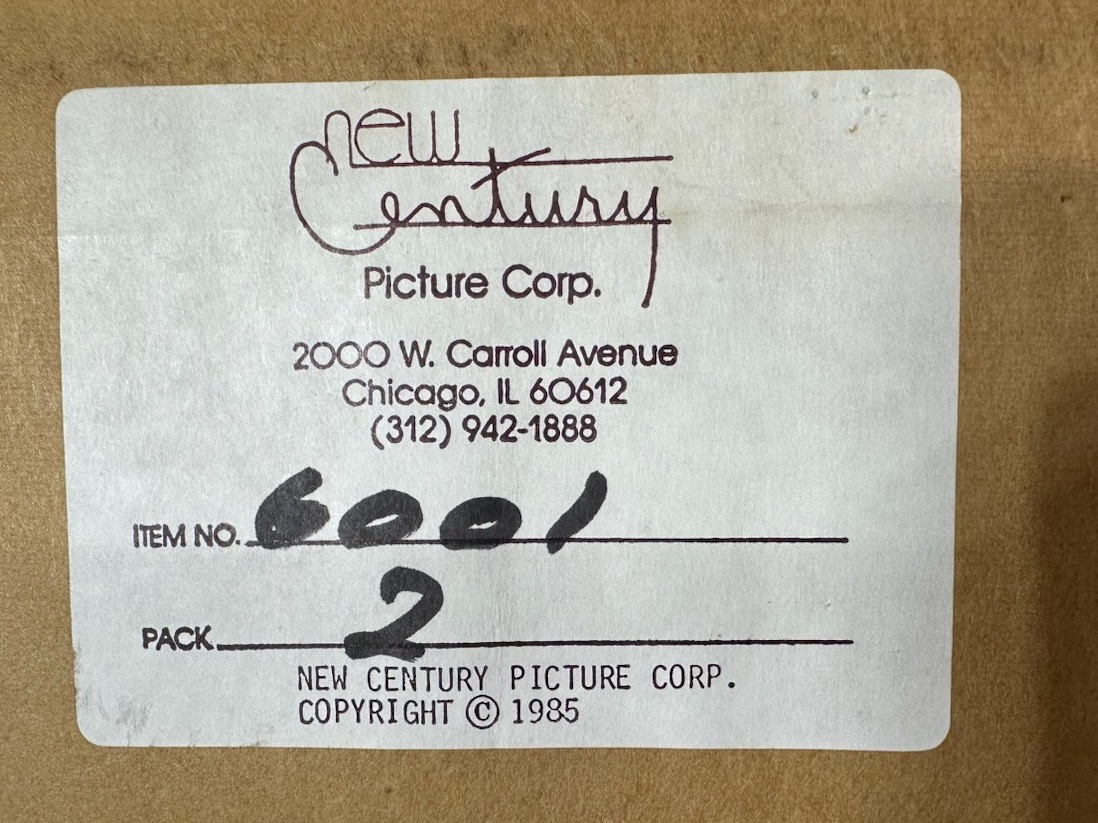 new
Century
Picture Corp.
2000 W. Carroll Avenue
Chicago, IL 60612
(312) 942-1888
ITEM NO. 6001
PACK 2
NEW CENTURY PICTURE CORP.
COPYRIGHT © 1985